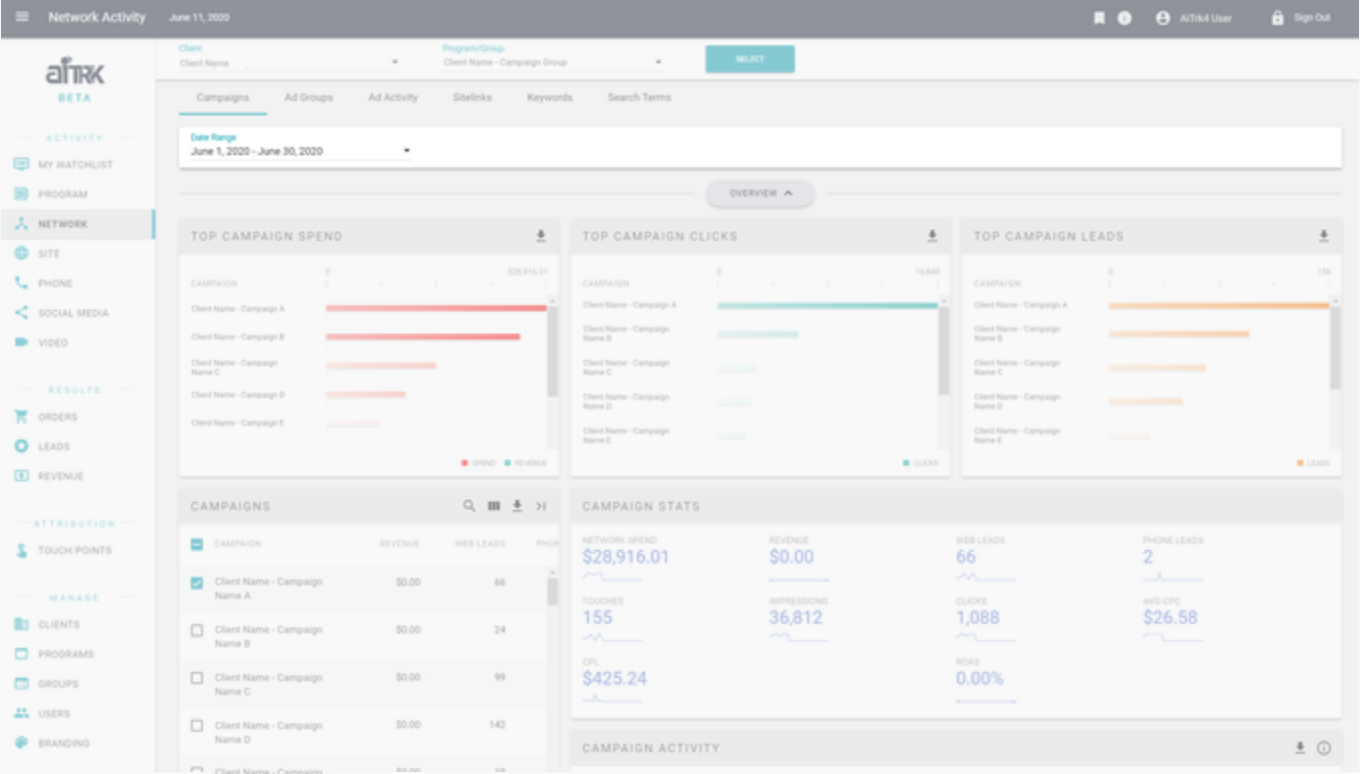 Network Activity June 11, 2020 AiTrk4 User Sign Out
aiTRK
BETA
ACTIVITY
MY WATCHLIST
PROGRAM
NETWORK
SITE
PHONE
SOCIAL MEDIA
VIDEO
RESULTS
ORDERS
LEADS
REVENUE
ATTRIBUTION
TOUCH POINTS
MANAGE
CLIENTS
PROGRAMS
GROUPS
USERS
BRANDING
Client
Client Name
Program/Group
Client Name - Campaign Group
SELECT
Campaigns Ad Groups Ad Activity Sitelinks Keywords Search Terms
Date Range
June 1, 2020 - June 30, 2020
OVERVIEW
TOP CAMPAIGN SPEND
0 $28,916.01
CAMPAIGN
Client Name - Campaign A
Client Name - Campaign B
Client Name - Campaign
Name C
Client Name - Campaign D
Client Name - Campaign E
SPEND REVENUE
TOP CAMPAIGN CLICKS
0 16,848
CAMPAIGN
Client Name - Campaign A
Client Name - Campaign
Name B
Client Name - Campaign
Name C
Client Name - Campaign
Name D
Client Name - Campaign
Name E
CLICKS
TOP CAMPAIGN LEADS
0 156
CAMPAIGN
Client Name - Campaign A
Client Name - Campaign
Name B
Client Name - Campaign
Name C
Client Name - Campaign
Name D
Client Name - Campaign
Name E
LEADS
CAMPAIGNS
CAMPAIGN REVENUE WEB LEADS PHON
Client Name - Campaign $0.00 66
Name A
Client Name - Campaign $0.00 24
Name B
Client Name - Campaign $0.00 99
Name C
Client Name - Campaign $0.00 142
Name D
Client Name - Campaign $0.00
CAMPAIGN STATS
NETWORK SPEND REVENUE WEB LEADS PHONE LEADS
$28,916.01 $0.00 66 2
TOUCHES IMPRESSIONS CLICKS AVG CPC
155 36,812 1,088 $26.58
CPL ROAS
$425.24 0.00%
CAMPAIGN ACTIVITY